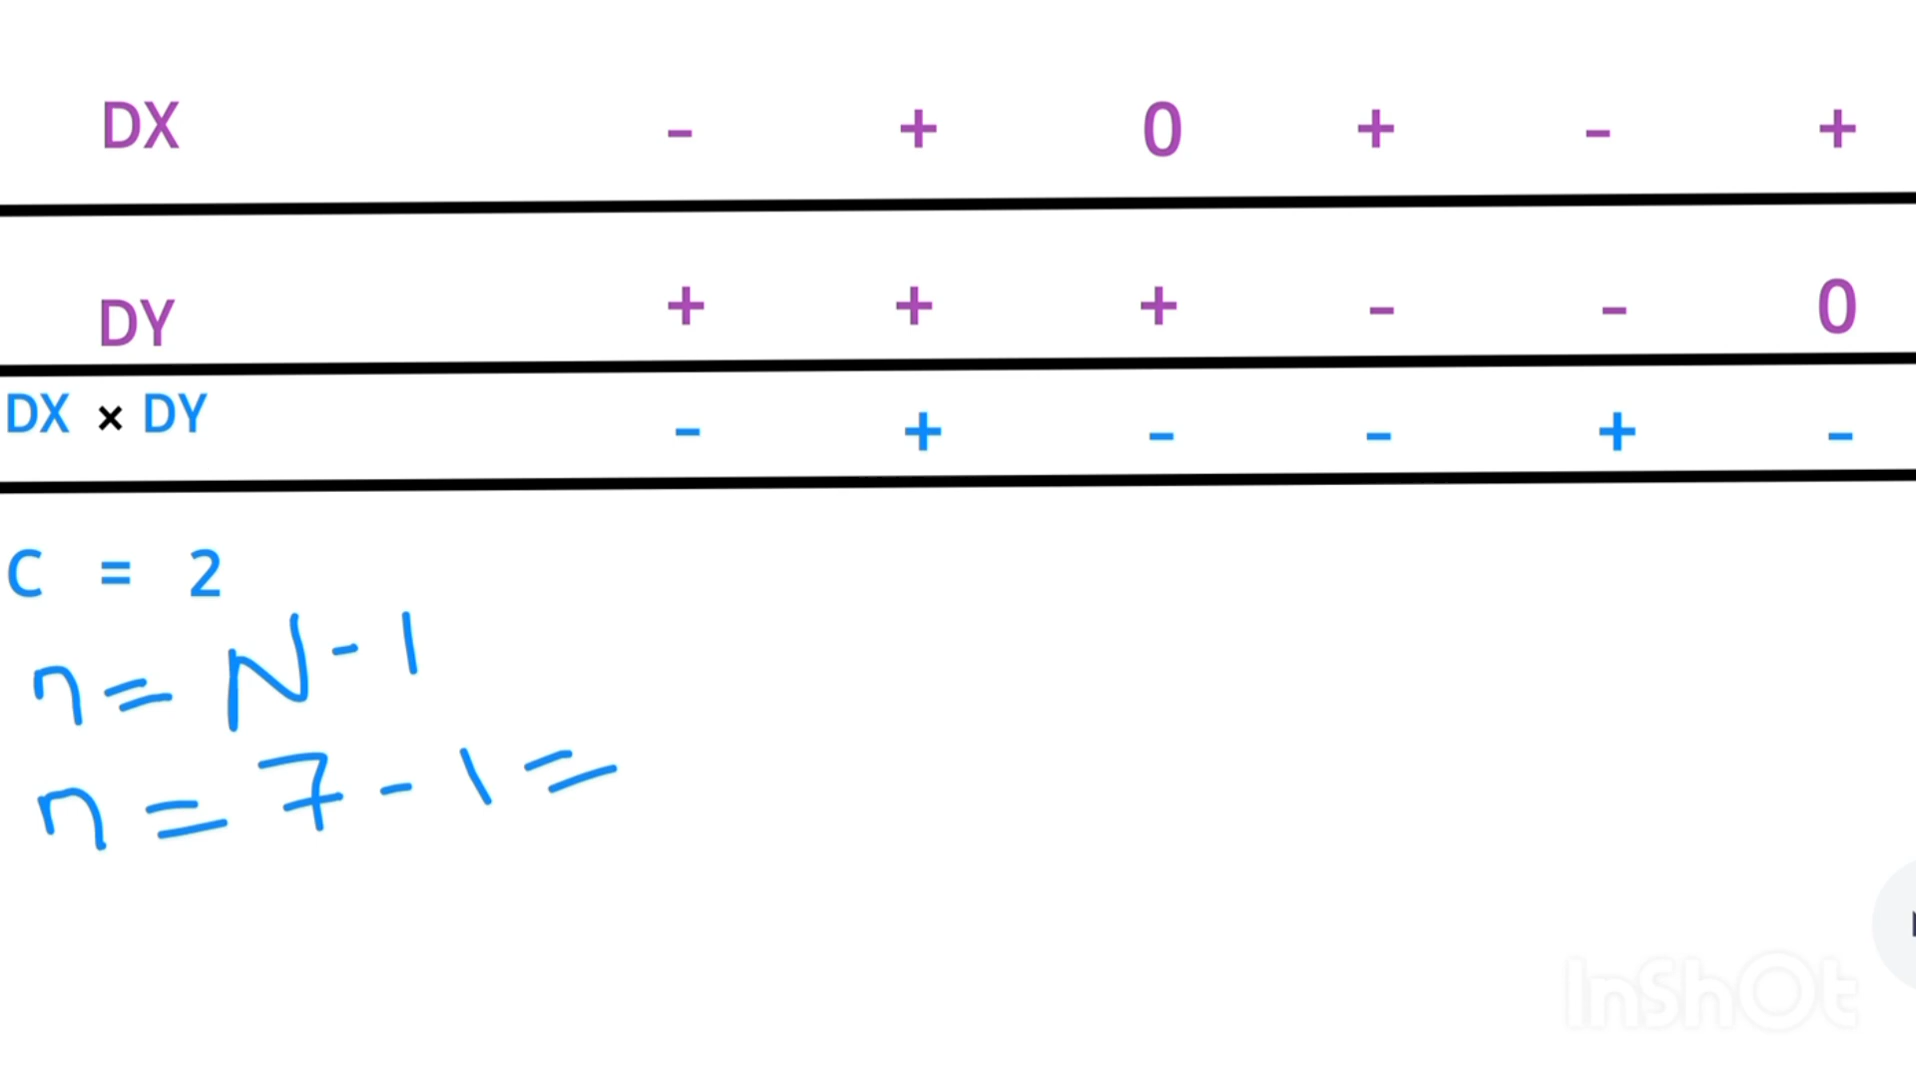 DX - + 0 + - +
DY + + + - - 0
DX × DY - + - - + -
C = 2
n = N - 1
n = 7 - 1 =
InShOt